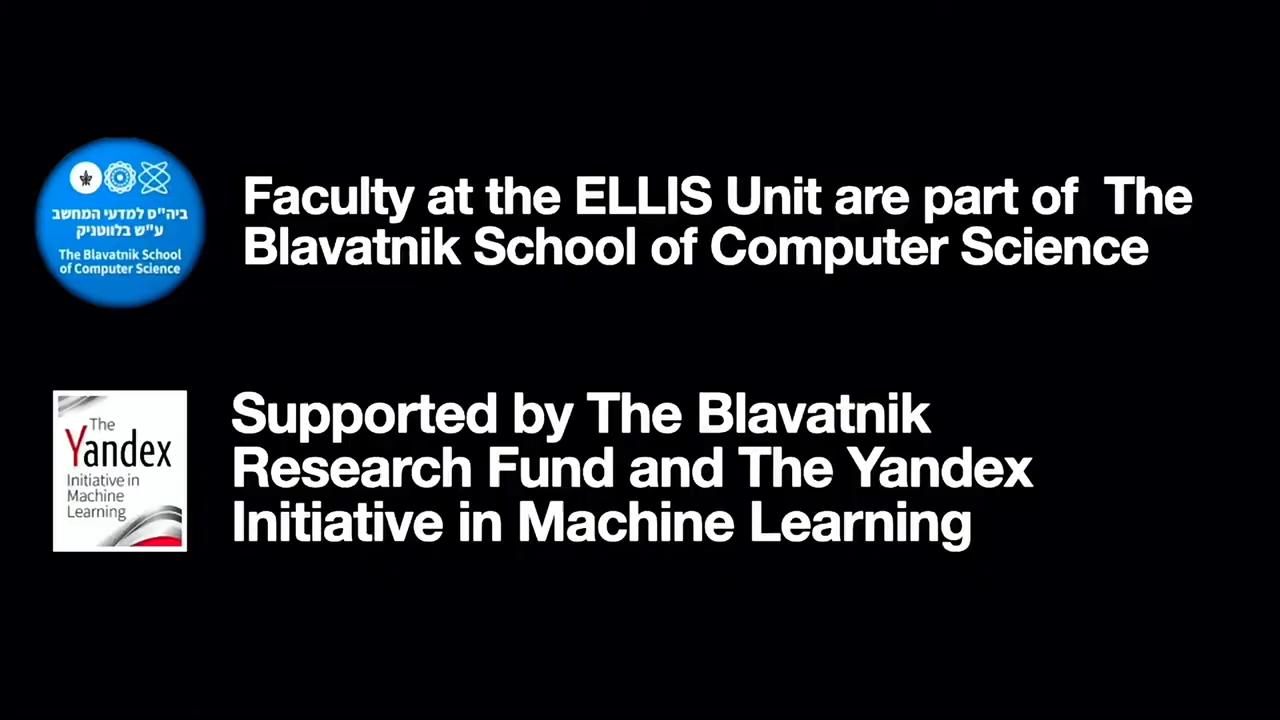 ביה"ס למדעי המחשב
ע"ש בלווטניק
The Blavatnik School
of Computer Science
Faculty at the ELLIS Unit are part of  The
Blavatnik School of Computer Science
The
Yandex
Initiative in
Machine
Learning
Supported by The Blavatnik
Research Fund and The Yandex
Initiative in Machine Learning